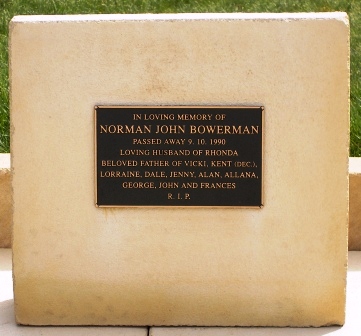 IN LOVING MEMORY OF
NORMAN JOHN BOWERMAN
PASSED AWAY 9. 10. 1990
LOVING HUSBAND OF RHONDA
BELOVED FATHER OF VICKI, KENT (DEC.),
LORRAINE, DALE, JENNY, ALAN, ALLANA,
GEORGE, JOHN AND FRANCES
R. I. P.